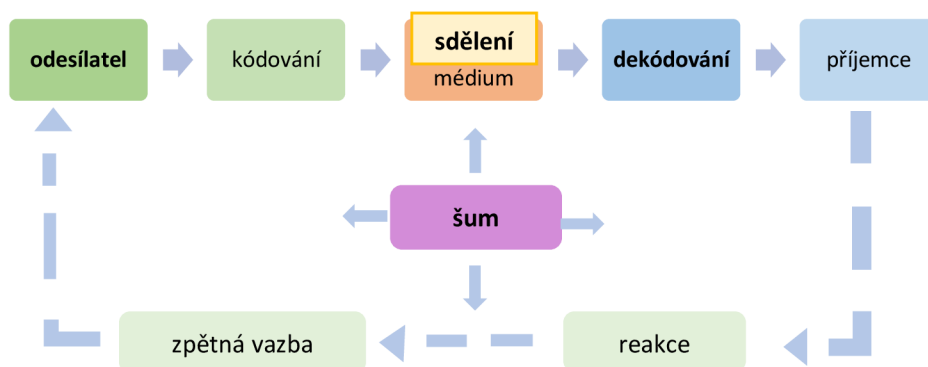 odesílatel
kódování
sdělení
médium
dekódování
příjemce
šum
zpětná vazba
reakce